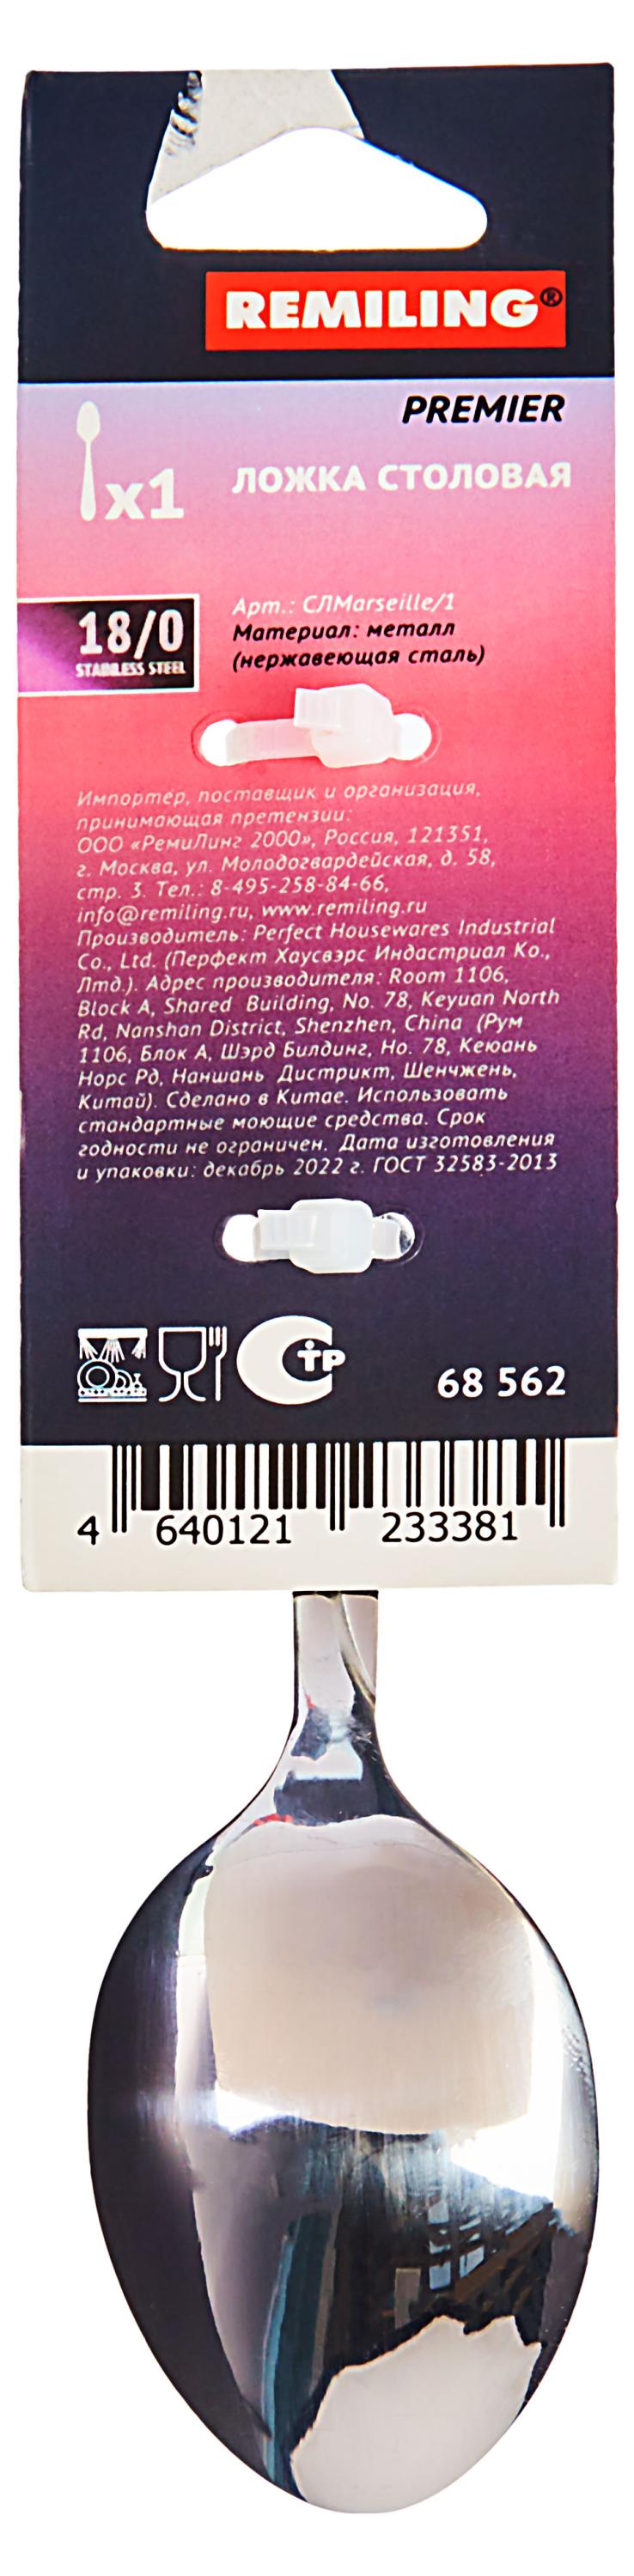 REMILING®
PREMIER
x1 ЛОЖКА СТОЛОВАЯ
18/0
STAINLESS STEEL
Арт.: СЛMarseille/1
Материал: металл
(нержавеющая сталь)
Импортер, поставщик и организация,
принимающая претензии:
ООО «РемиЛинг 2000», Россия, 121351,
г. Москва, ул. Молодогвардейская, д. 58,
стр. 3. Тел.: 8-495-258-84-66,
info@remiling.ru, www.remiling.ru
Производитель: Perfect Housewares Industrial
Co., Ltd. (Перфект Хаусвэрс Индастриал Ко.,
Лтд.). Адрес производителя: Room 1106,
Block A, Shared Building, No. 78, Keyuan North
Rd, Nanshan District, Shenzhen, China (Рум
1106, Блок А, Шэрд Билдинг, Но. 78, Кеюань
Норс Рд, Наншань Дистрикт, Шенчжень,
Китай). Сделано в Китае. Использовать
стандартные моющие средства. Срок
годности не ограничен. Дата изготовления
и упаковки: декабрь 2022 г. ГОСТ 32583-2013
СТР
68 562
4 640121 233381